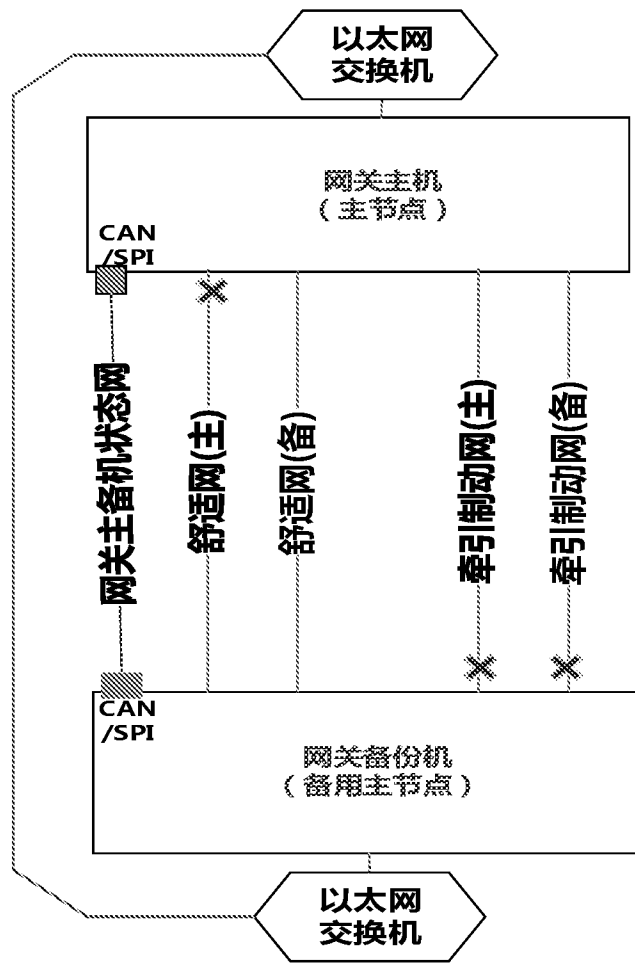 以太网
交换机
网关主机
（主节点）
CAN
/SPI
网关主备机状态网
舒适网(主)
舒适网(备)
牵引制动网(主)
牵引制动网(备)
CAN
/SPI
网关备份机
（备用主节点）
以太网
交换机